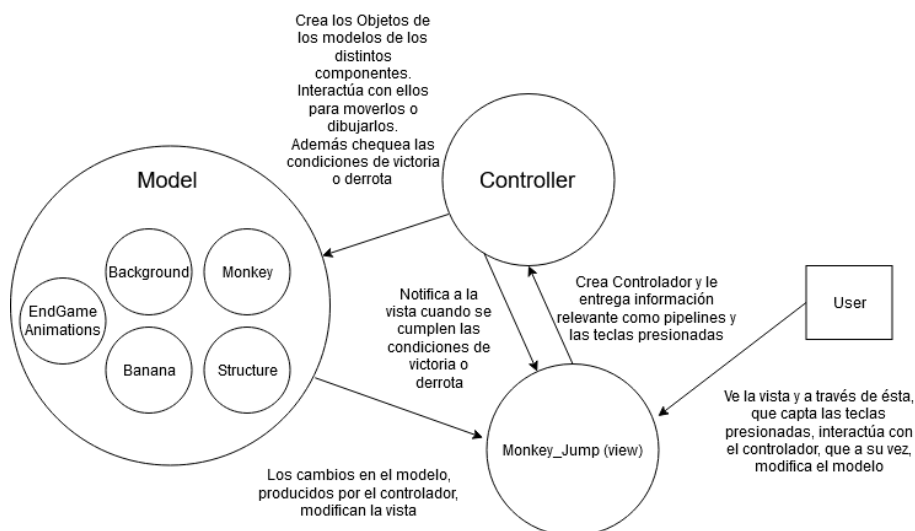 Crea los Objetos de
los modelos de los
distintos
componentes.
Interactúa con ellos
para moverlos o
dibujarlos.
Además chequea las
condiciones de victoria
o derrota
Model
Controller
Background
Monkey
EndGame
Animations
Banana
Structure
Notifica a la
vista cuando se
cumplen las
condiciones de
victoria o
derrota
Crea Controlador y le
entrega información
relevante como pipelines y
las teclas presionadas
User
Monkey_Jump (view)
Ve la vista y a través de ésta,
que capta las teclas
presionadas, interactúa con
el controlador, que a su vez,
modifica el modelo
Los cambios en el modelo,
producidos por el controlador,
modifican la vista